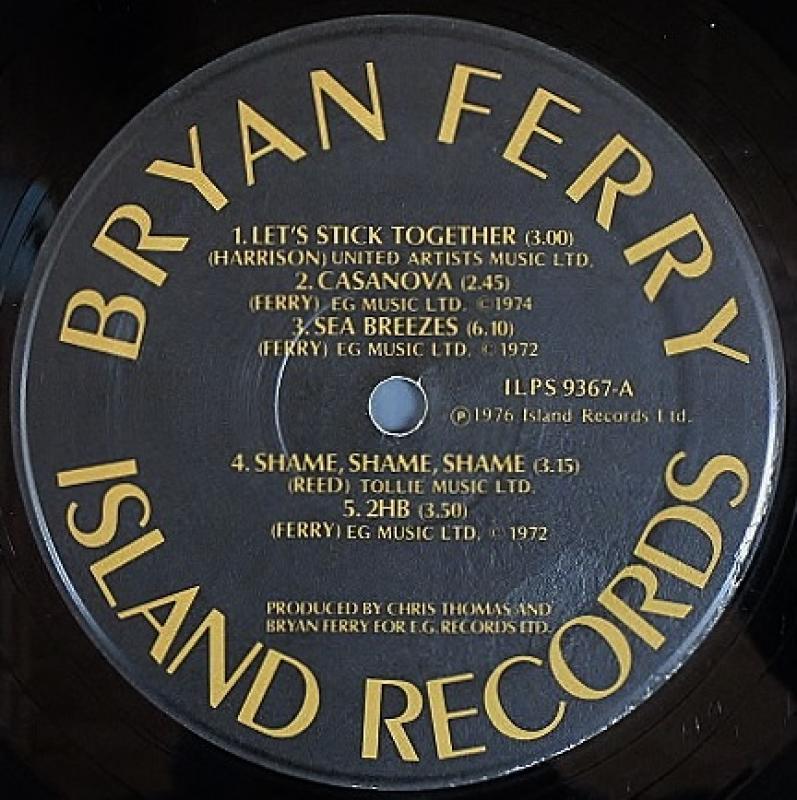 BRYAN FERRY
1. LET'S STICK TOGETHER (3.00)
(HARRISON) UNITED ARTISTS MUSIC LTD.
2. CASANOVA (2.45)
(FERRY) EG MUSIC LTD. ©1974
3. SEA BREEZES (6.10)
(FERRY) EG MUSIC LTD. ©1972
ILPS 9367-A
℗1976 Island Records Ltd.
4. SHAME, SHAME, SHAME (3.15)
(REED) TOLLIE MUSIC LTD.
5. 2HB (3.50)
(FERRY) EG MUSIC LTD. ©1972
PRODUCED BY CHRIS THOMAS AND
BRYAN FERRY FOR E.G. RECORDS LTD.
ISLAND RECORDS